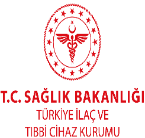 T.C. SAĞLIK BAKANLIĞI
TÜRKİYE İLAÇ VE
TIBBİ CİHAZ KURUMU